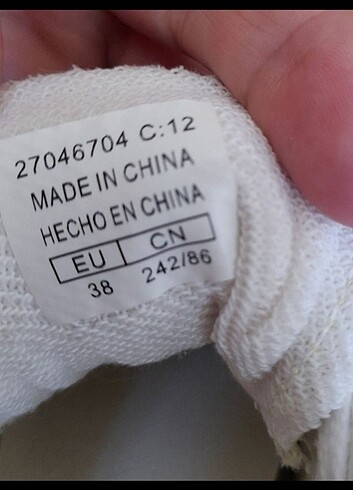 27046704 C:12
MADE IN CHINA
HECHO EN CHINA
EU CN
38 242/86